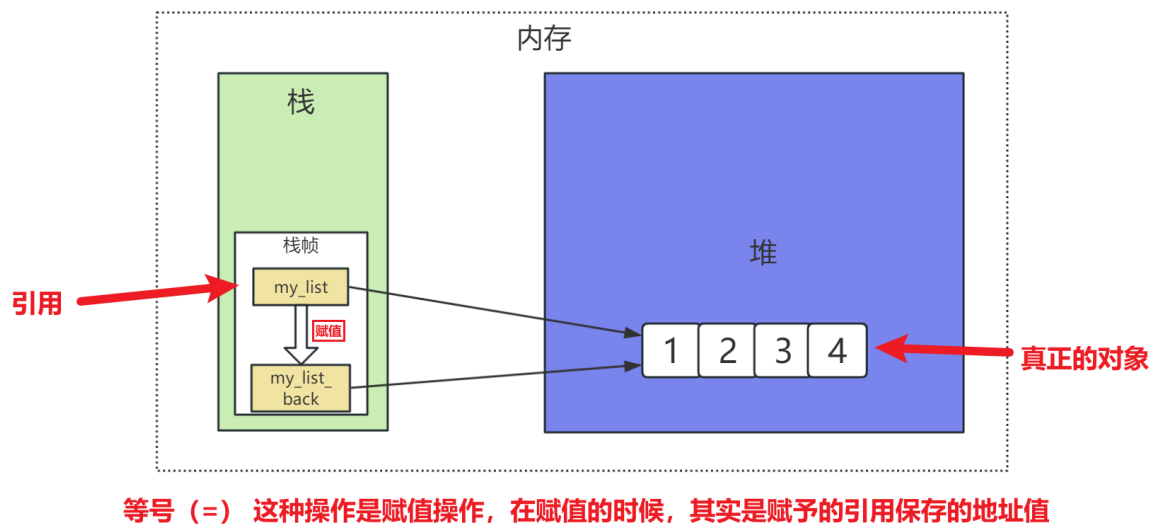 内存
栈
栈帧
my_list
引用
赋值
my_list_
back
堆
1 2 3 4
真正的对象
等号（=） 这种操作是赋值操作，在赋值的时候，其实是赋予的引用保存的地址值